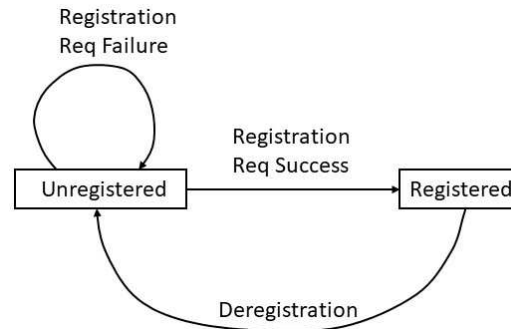 Registration
Req Failure
Registration
Req Success
Unregistered
Registered
Deregistration